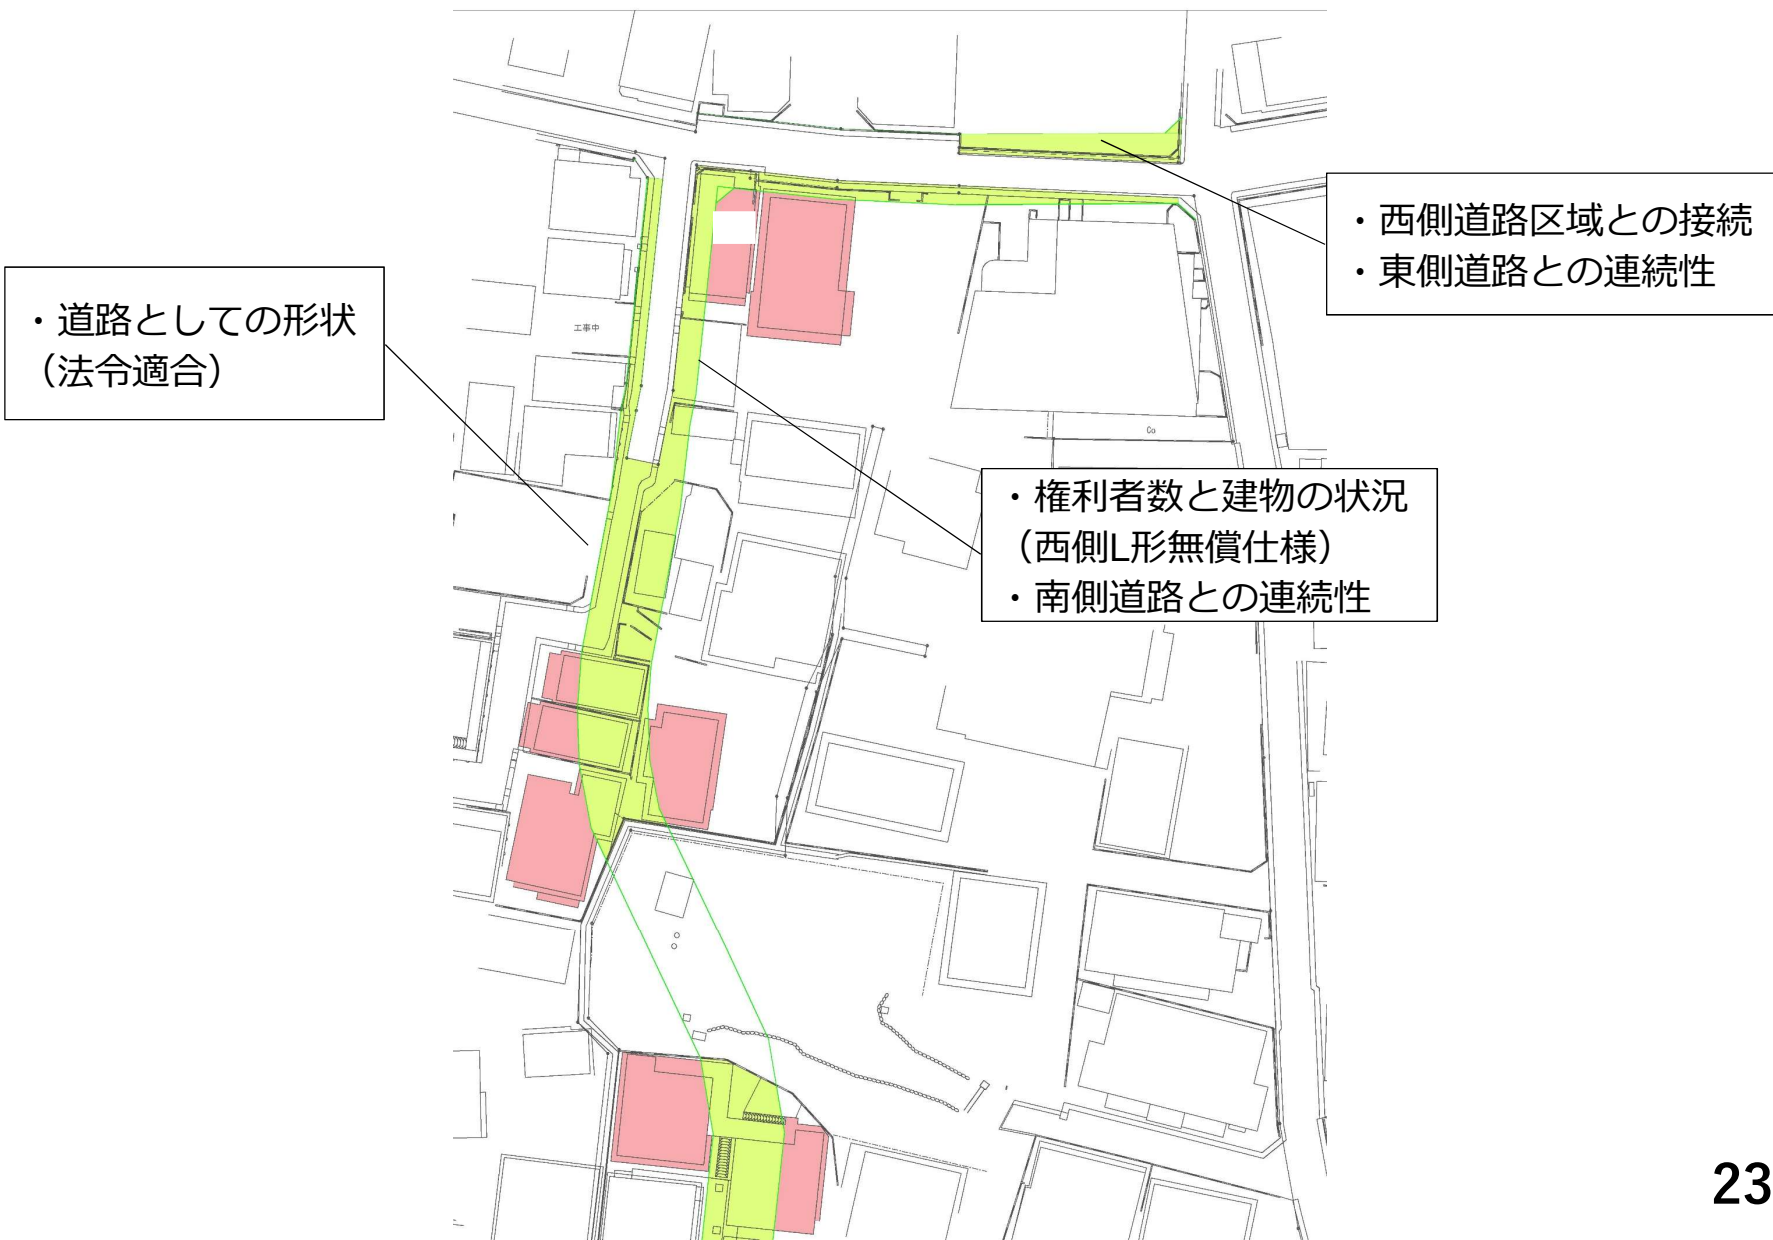 ・西側道路区域との接続
・東側道路との連続性
・道路としての形状
（法令適合）
工事中
Co
・権利者数と建物の状況
（西側L形無償仕様）
・南側道路との連続性
23